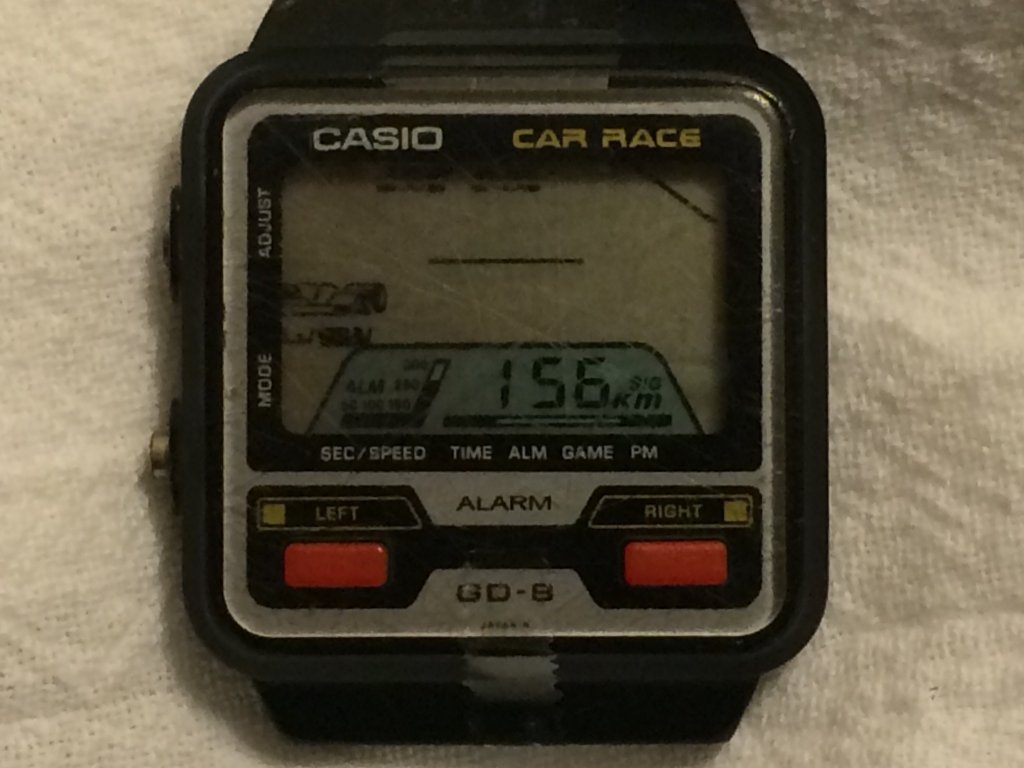 CASIO CAR RACE
ADJUST
MODE
ALM
156 Km
SIG
SEC/SPEED TIME ALM GAME PM
ALARM
LEFT RIGHT
GD-8